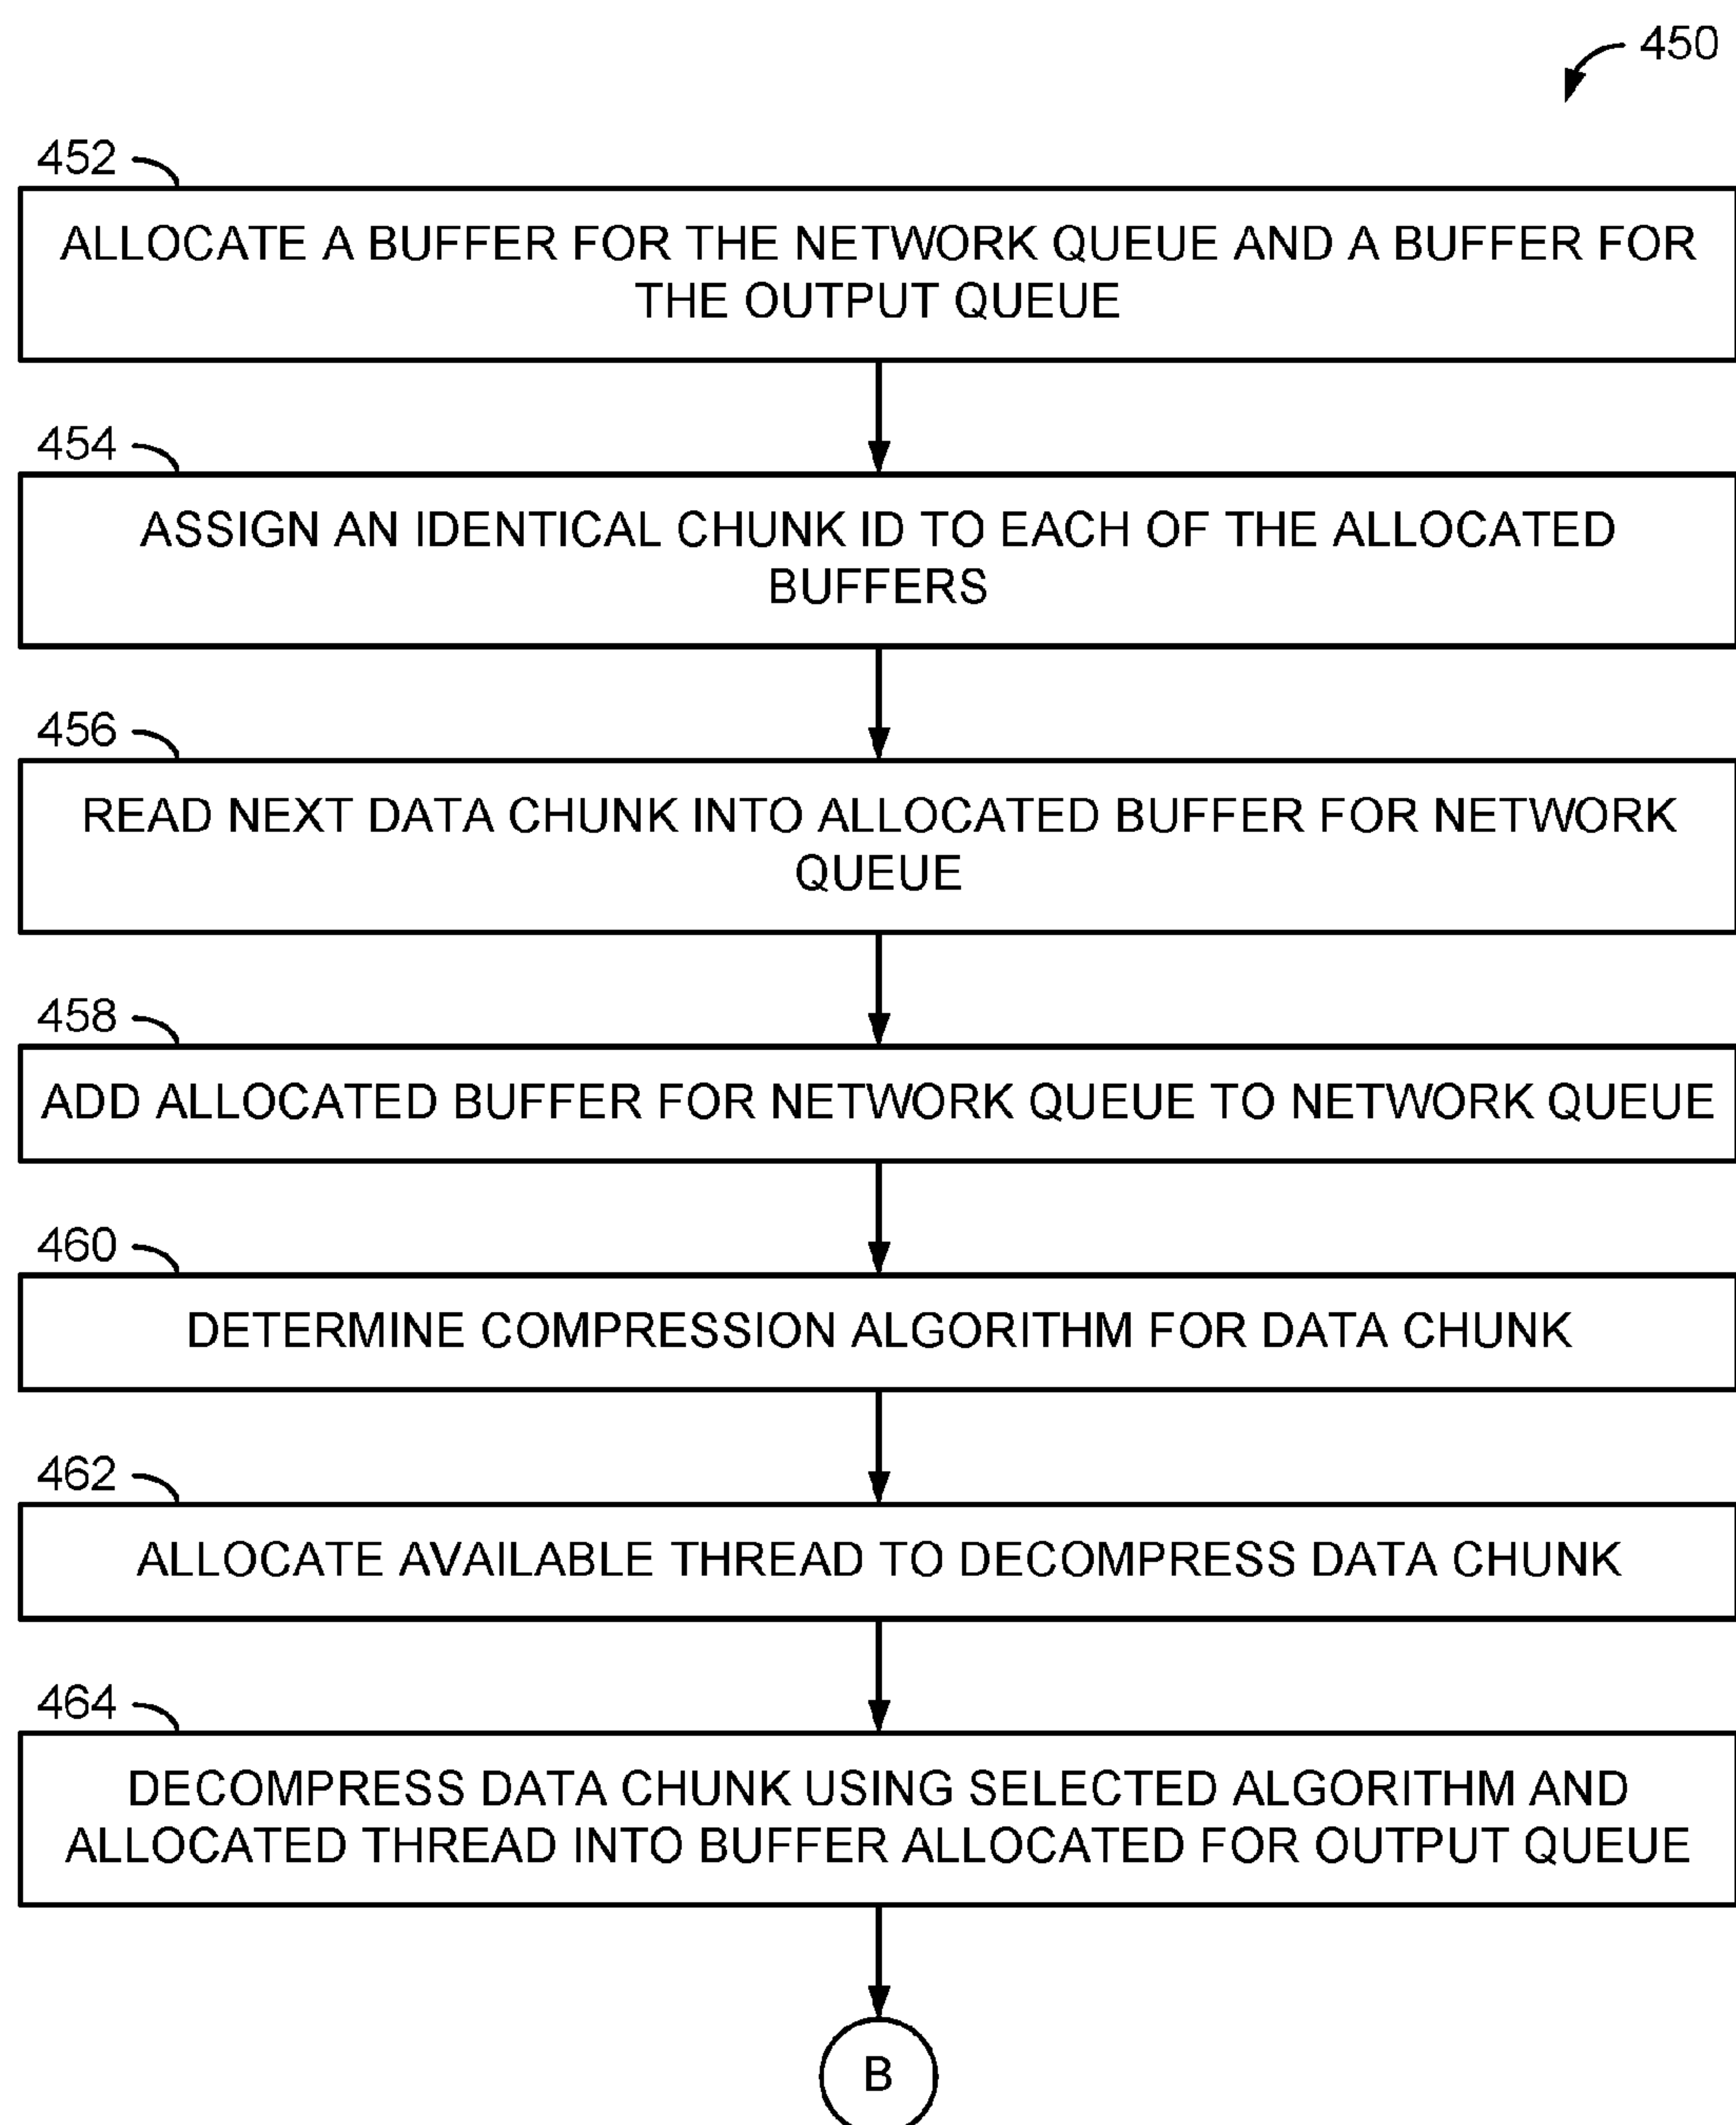 450
452
ALLOCATE A BUFFER FOR THE NETWORK QUEUE AND A BUFFER FOR
THE OUTPUT QUEUE
454
ASSIGN AN IDENTICAL CHUNK ID TO EACH OF THE ALLOCATED
BUFFERS
456
READ NEXT DATA CHUNK INTO ALLOCATED BUFFER FOR NETWORK
QUEUE
458
ADD ALLOCATED BUFFER FOR NETWORK QUEUE TO NETWORK QUEUE
460
DETERMINE COMPRESSION ALGORITHM FOR DATA CHUNK
462
ALLOCATE AVAILABLE THREAD TO DECOMPRESS DATA CHUNK
464
DECOMPRESS DATA CHUNK USING SELECTED ALGORITHM AND
ALLOCATED THREAD INTO BUFFER ALLOCATED FOR OUTPUT QUEUE
B